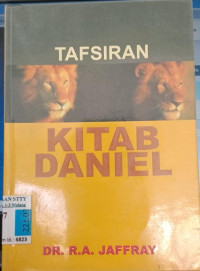 TAFSIRAN
KITAB
DANIEL
DR. R.A. JAFFRAY